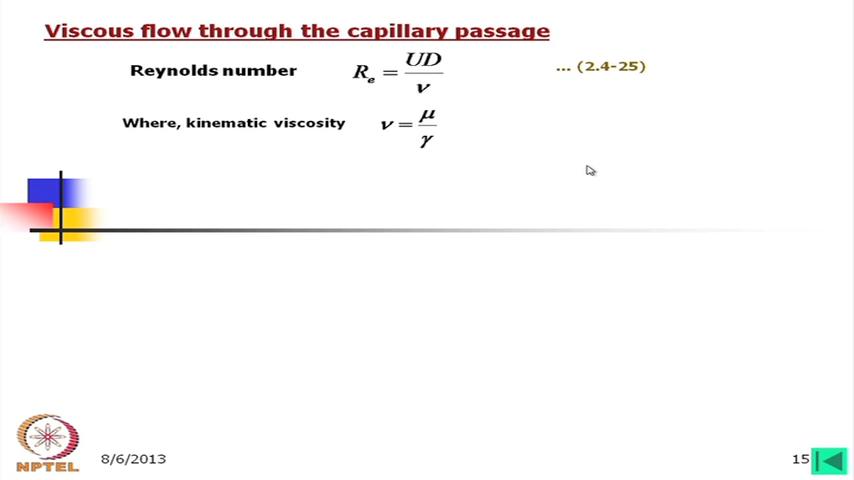 Viscous flow through the capillary passage
Reynolds number Re = UD/ν ... (2.4-25)
Where, kinematic viscosity ν = μ/γ
NPTEL
8/6/2013
15